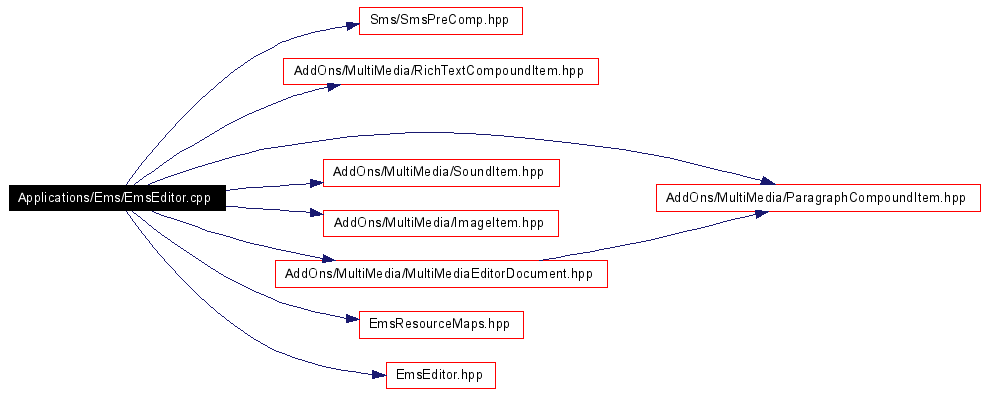 Sms/SmsPreComp.hpp
AddOns/MultiMedia/RichTextCompoundItem.hpp
AddOns/MultiMedia/SoundItem.hpp
Applications/Ems/EmsEditor.cpp
AddOns/MultiMedia/ParagraphCompoundItem.hpp
AddOns/MultiMedia/ImageItem.hpp
AddOns/MultiMedia/MultiMediaEditorDocument.hpp
EmsResourceMaps.hpp
EmsEditor.hpp